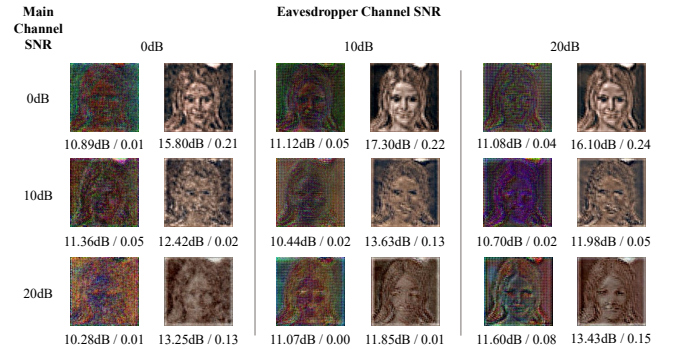 Main Channel SNR
Eavesdropper Channel SNR
0dB 10dB 20dB
0dB
10.89dB / 0.01 15.80dB / 0.21 11.12dB / 0.05 17.30dB / 0.22 11.08dB / 0.04 16.10dB / 0.24
10dB
11.36dB / 0.05 12.42dB / 0.02 10.44dB / 0.02 13.63dB / 0.13 10.70dB / 0.02 11.98dB / 0.05
20dB
10.28dB / 0.01 13.25dB / 0.13 11.07dB / 0.00 11.85dB / 0.01 11.60dB / 0.08 13.43dB / 0.15